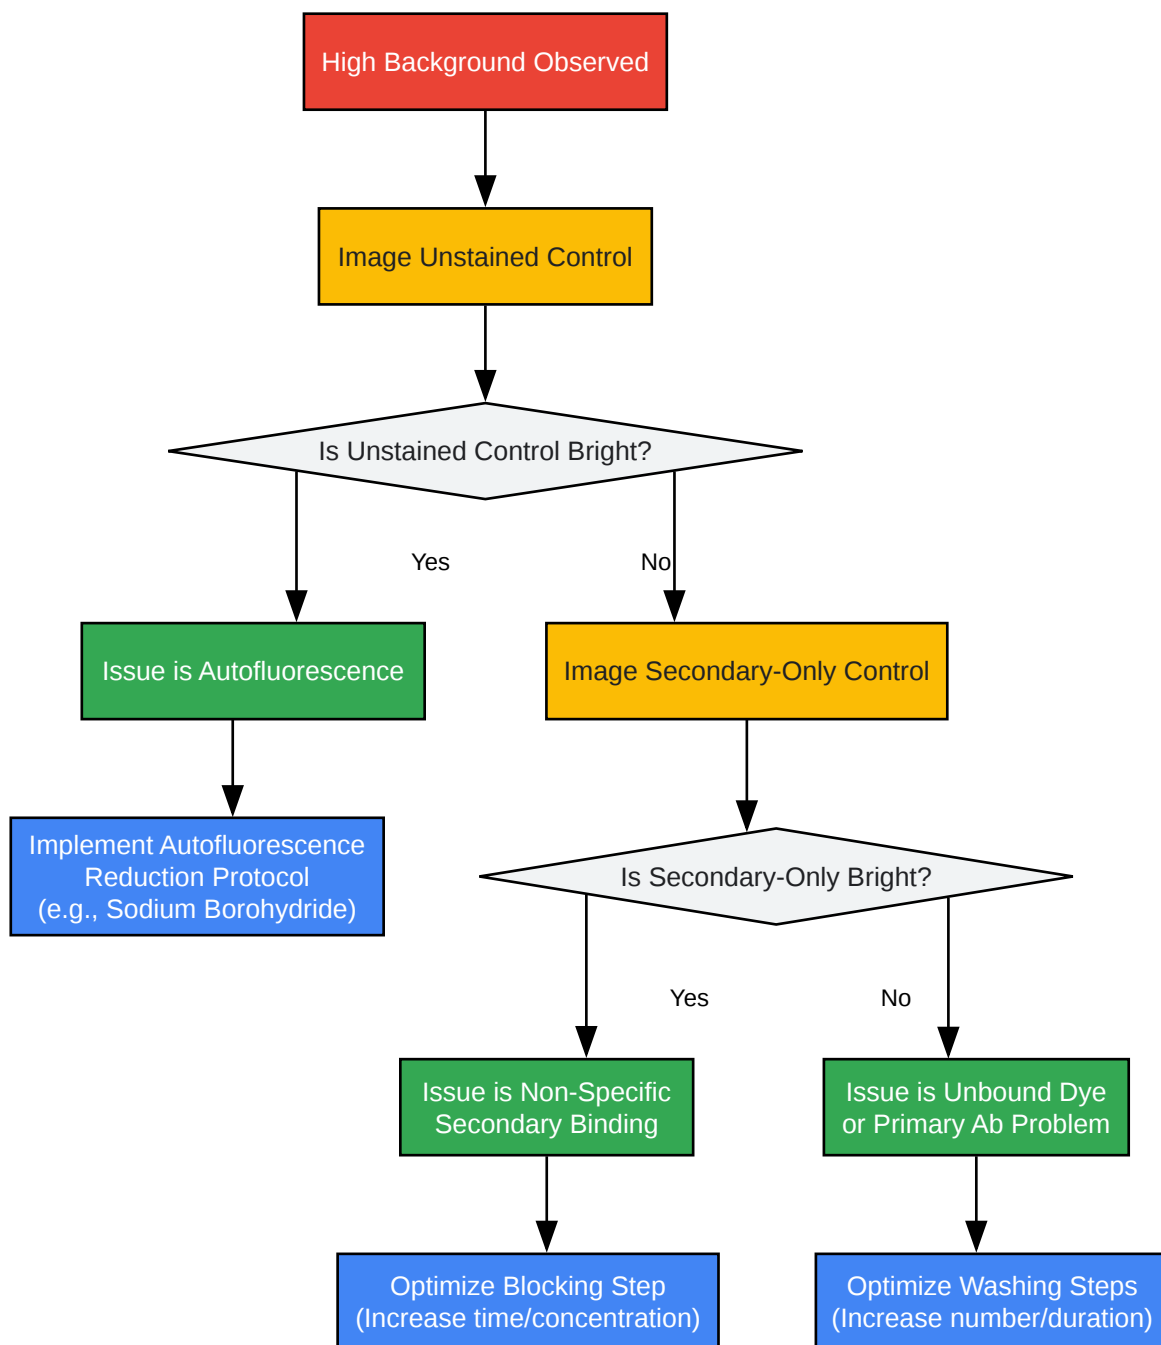 High Background Observed
Image Unstained Control
Is Unstained Control Bright?
Yes
No
Issue is Autofluorescence
Image Secondary-Only Control
Implement Autofluorescence
Reduction Protocol
(e.g., Sodium Borohydride)
Is Secondary-Only Bright?
Yes
No
Issue is Non-Specific
Secondary Binding
Issue is Unbound Dye
or Primary Ab Problem
Optimize Blocking Step
(Increase time/concentration)
Optimize Washing Steps
(Increase number/duration)